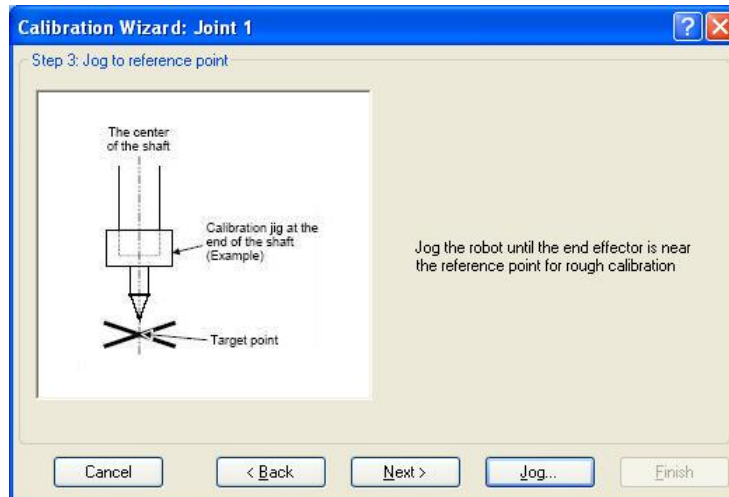 Calibration Wizard: Joint 1
Step 3: Jog to reference point
The center
of the shaft
Calibration jig at the
end of the shaft
(Example)
Target point
Jog the robot until the end effector is near
the reference point for rough calibration
Cancel
< Back
Next >
Jog...
Finish